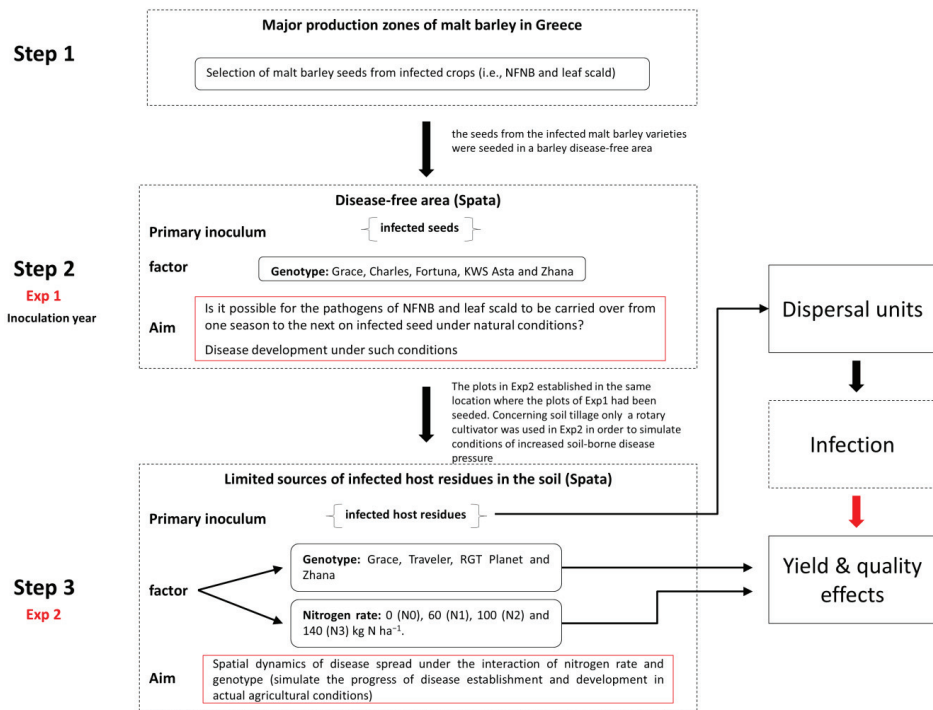 Major production zones of malt barley in Greece
Step 1
Selection of malt barley seeds from infected crops (i.e., NFNB and leaf scald)
the seeds from the infected malt barley varieties
were seeded in a barley disease-free area
Disease-free area (Spata)
Primary inoculum
infected seeds
Step 2
Exp 1
Inoculation year
factor
Genotype: Grace, Charles, Fortuna, KWS Asta and Zhana
Aim
Is it possible for the pathogens of NFNB and leaf scald to be carried over from
one season to the next on infected seed under natural conditions?
Disease development under such conditions
The plots in Exp2 established in the same
location where the plots of Exp1 had been
seeded. Concerning soil tillage only a rotary
cultivator was used in Exp2 in order to simulate
conditions of increased soil-borne disease
pressure
Limited sources of infected host residues in the soil (Spata)
Primary inoculum
infected host residues
Step 3
Exp 2
factor
Genotype: Grace, Traveler, RGT Planet and
Zhana
Nitrogen rate: 0 (N0), 60 (N1), 100 (N2) and
140 (N3) kg N ha⁻¹.
Aim
Spatial dynamics of disease spread under the interaction of nitrogen rate and
genotype (simulate the progress of disease establishment and development in
actual agricultural conditions)
Dispersal units
Infection
Yield & quality
effects